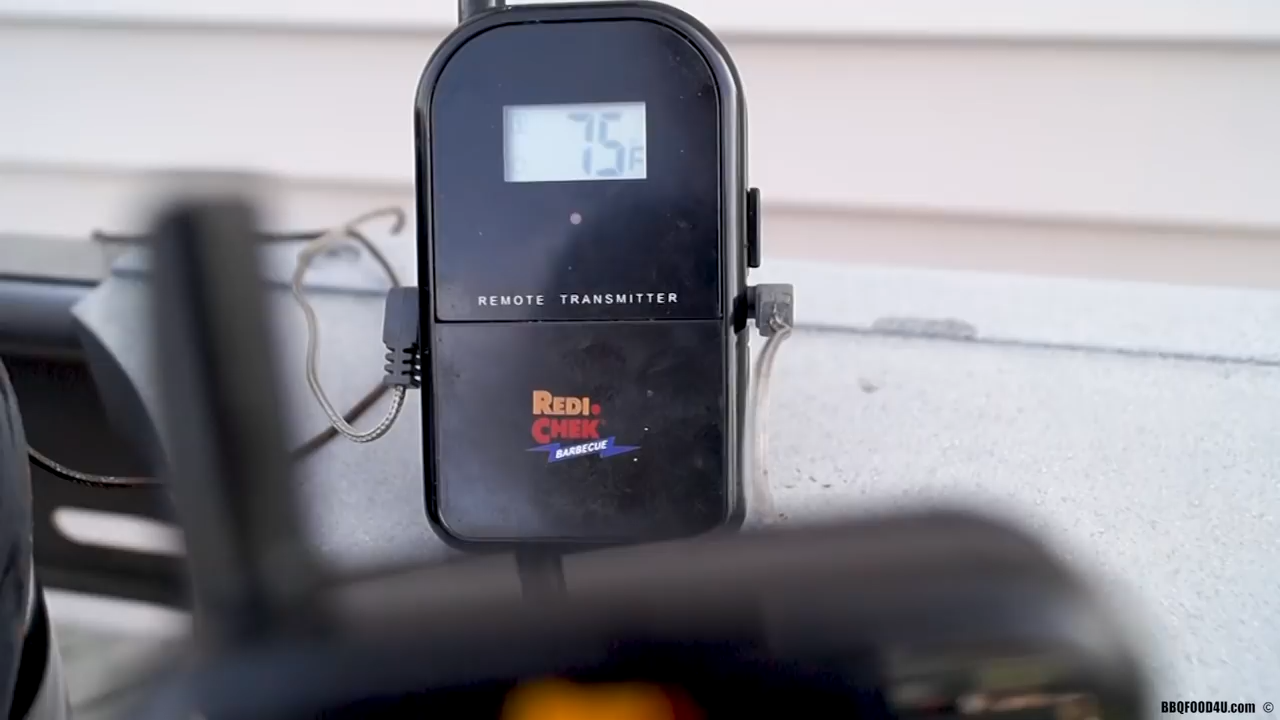 75F
REMOTE TRANSMITTER
REDI
CHEK
BARBECUE
BBQFOOD4U.com ©